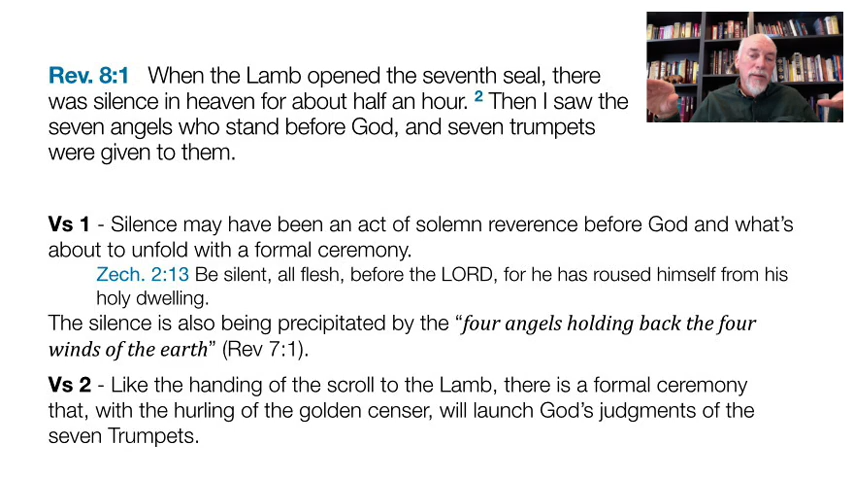 Rev. 8:1 When the Lamb opened the seventh seal, there
was silence in heaven for about half an hour. 2 Then I saw the
seven angels who stand before God, and seven trumpets
were given to them.
Vs 1 - Silence may have been an act of solemn reverence before God and what's
about to unfold with a formal ceremony.
Zech. 2:13 Be silent, all flesh, before the LORD, for he has roused himself from his
holy dwelling.
The silence is also being precipitated by the “four angels holding back the four
winds of the earth” (Rev 7:1).
Vs 2 - Like the handing of the scroll to the Lamb, there is a formal ceremony
that, with the hurling of the golden censer, will launch God's judgments of the
seven Trumpets.